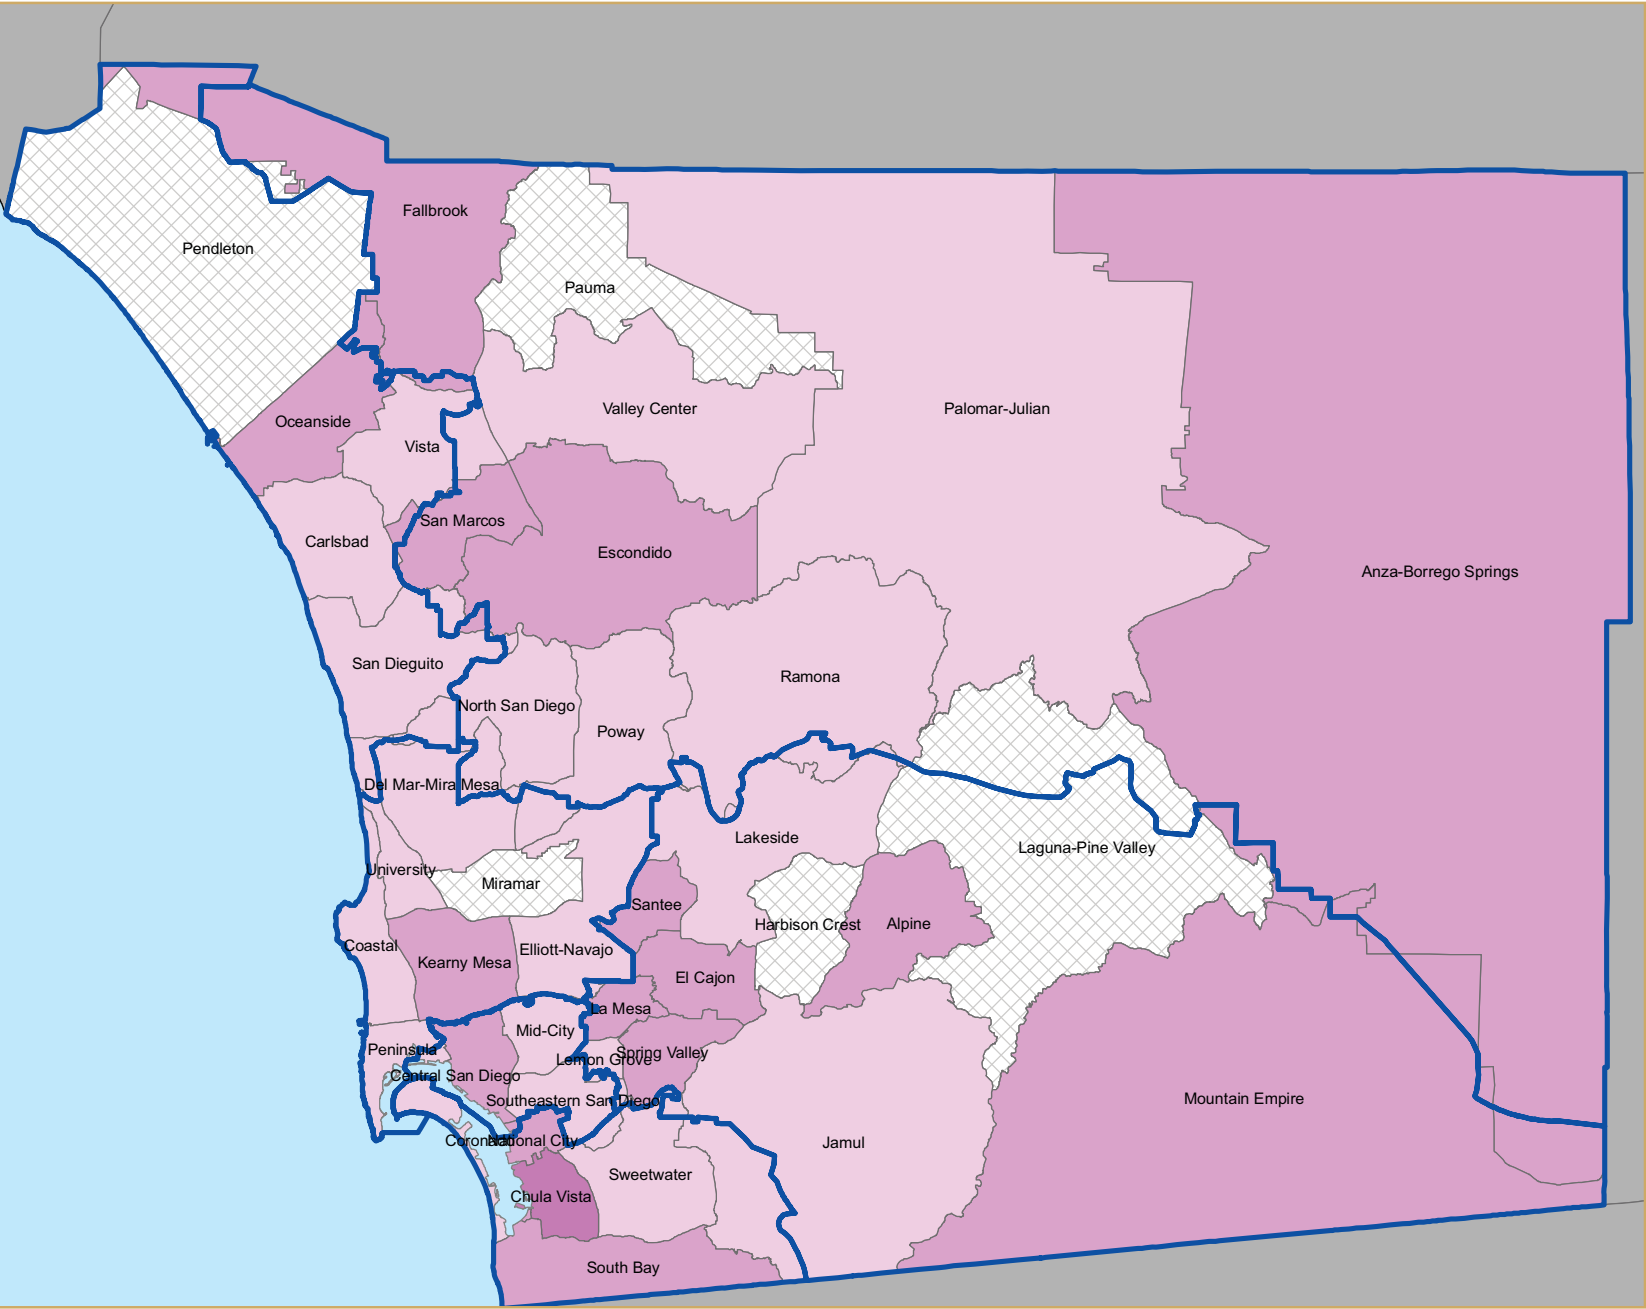 Fallbrook
Pendleton
Pauma
Valley Center
Palomar-Julian
Oceanside
Vista
San Marcos
Carlsbad
Escondido
Anza-Borrego Springs
San Dieguito
Ramona
North San Diego
Poway
Del Mar-Mira Mesa
Lakeside
Laguna-Pine Valley
University
Miramar
Santee
Harbison Crest
Alpine
Coastal
Elliott-Navajo
Kearny Mesa
El Cajon
La Mesa
Mid-City
Peninsula
Lemon Grove
Spring Valley
Central San Diego
Southeastern San Diego
Mountain Empire
Coronado
National City
Jamul
Sweetwater
Chula Vista
South Bay